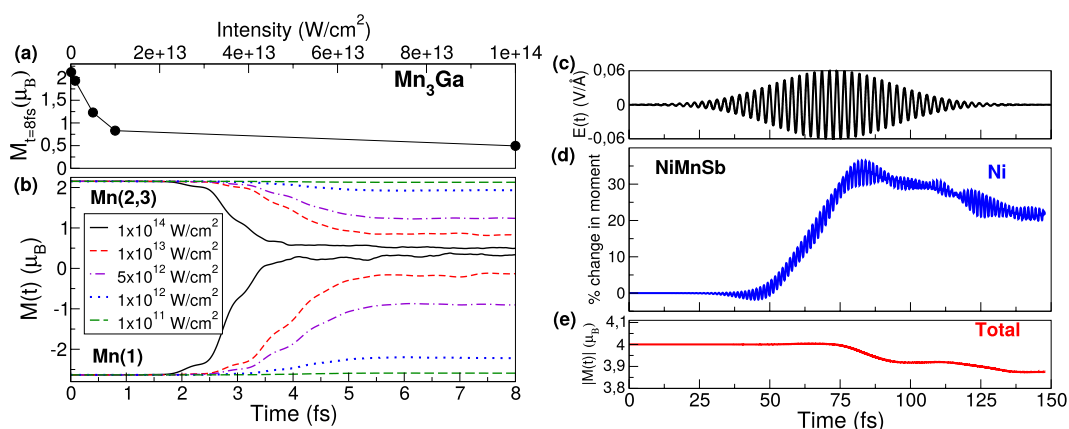 Intensity (W/cm²)
(a) 0 2e+13 4e+13 6e+13 8e+13 1e+14
Mn₃Ga
M_{t=8fs}(μ_B)
2
1,5
1
0,5
0
(b)
Mn(2,3)
1x10¹⁴ W/cm²
1x10¹³ W/cm²
5x10¹² W/cm²
1x10¹² W/cm²
1x10¹¹ W/cm²
Mn(1)
M(t) (μ_B)
2
0
-2
0 1 2 3 4 5 6 7 8
Time (fs)
(c)
E(t) (V/Å)
0,06
0
-0,06
(d)
NiMnSb
Ni
% change in moment
30
20
10
0
(e)
Total
|M(t)| (μ_B)
4,1
4
3,9
3,8
0 25 50 75 100 125 150
Time (fs)